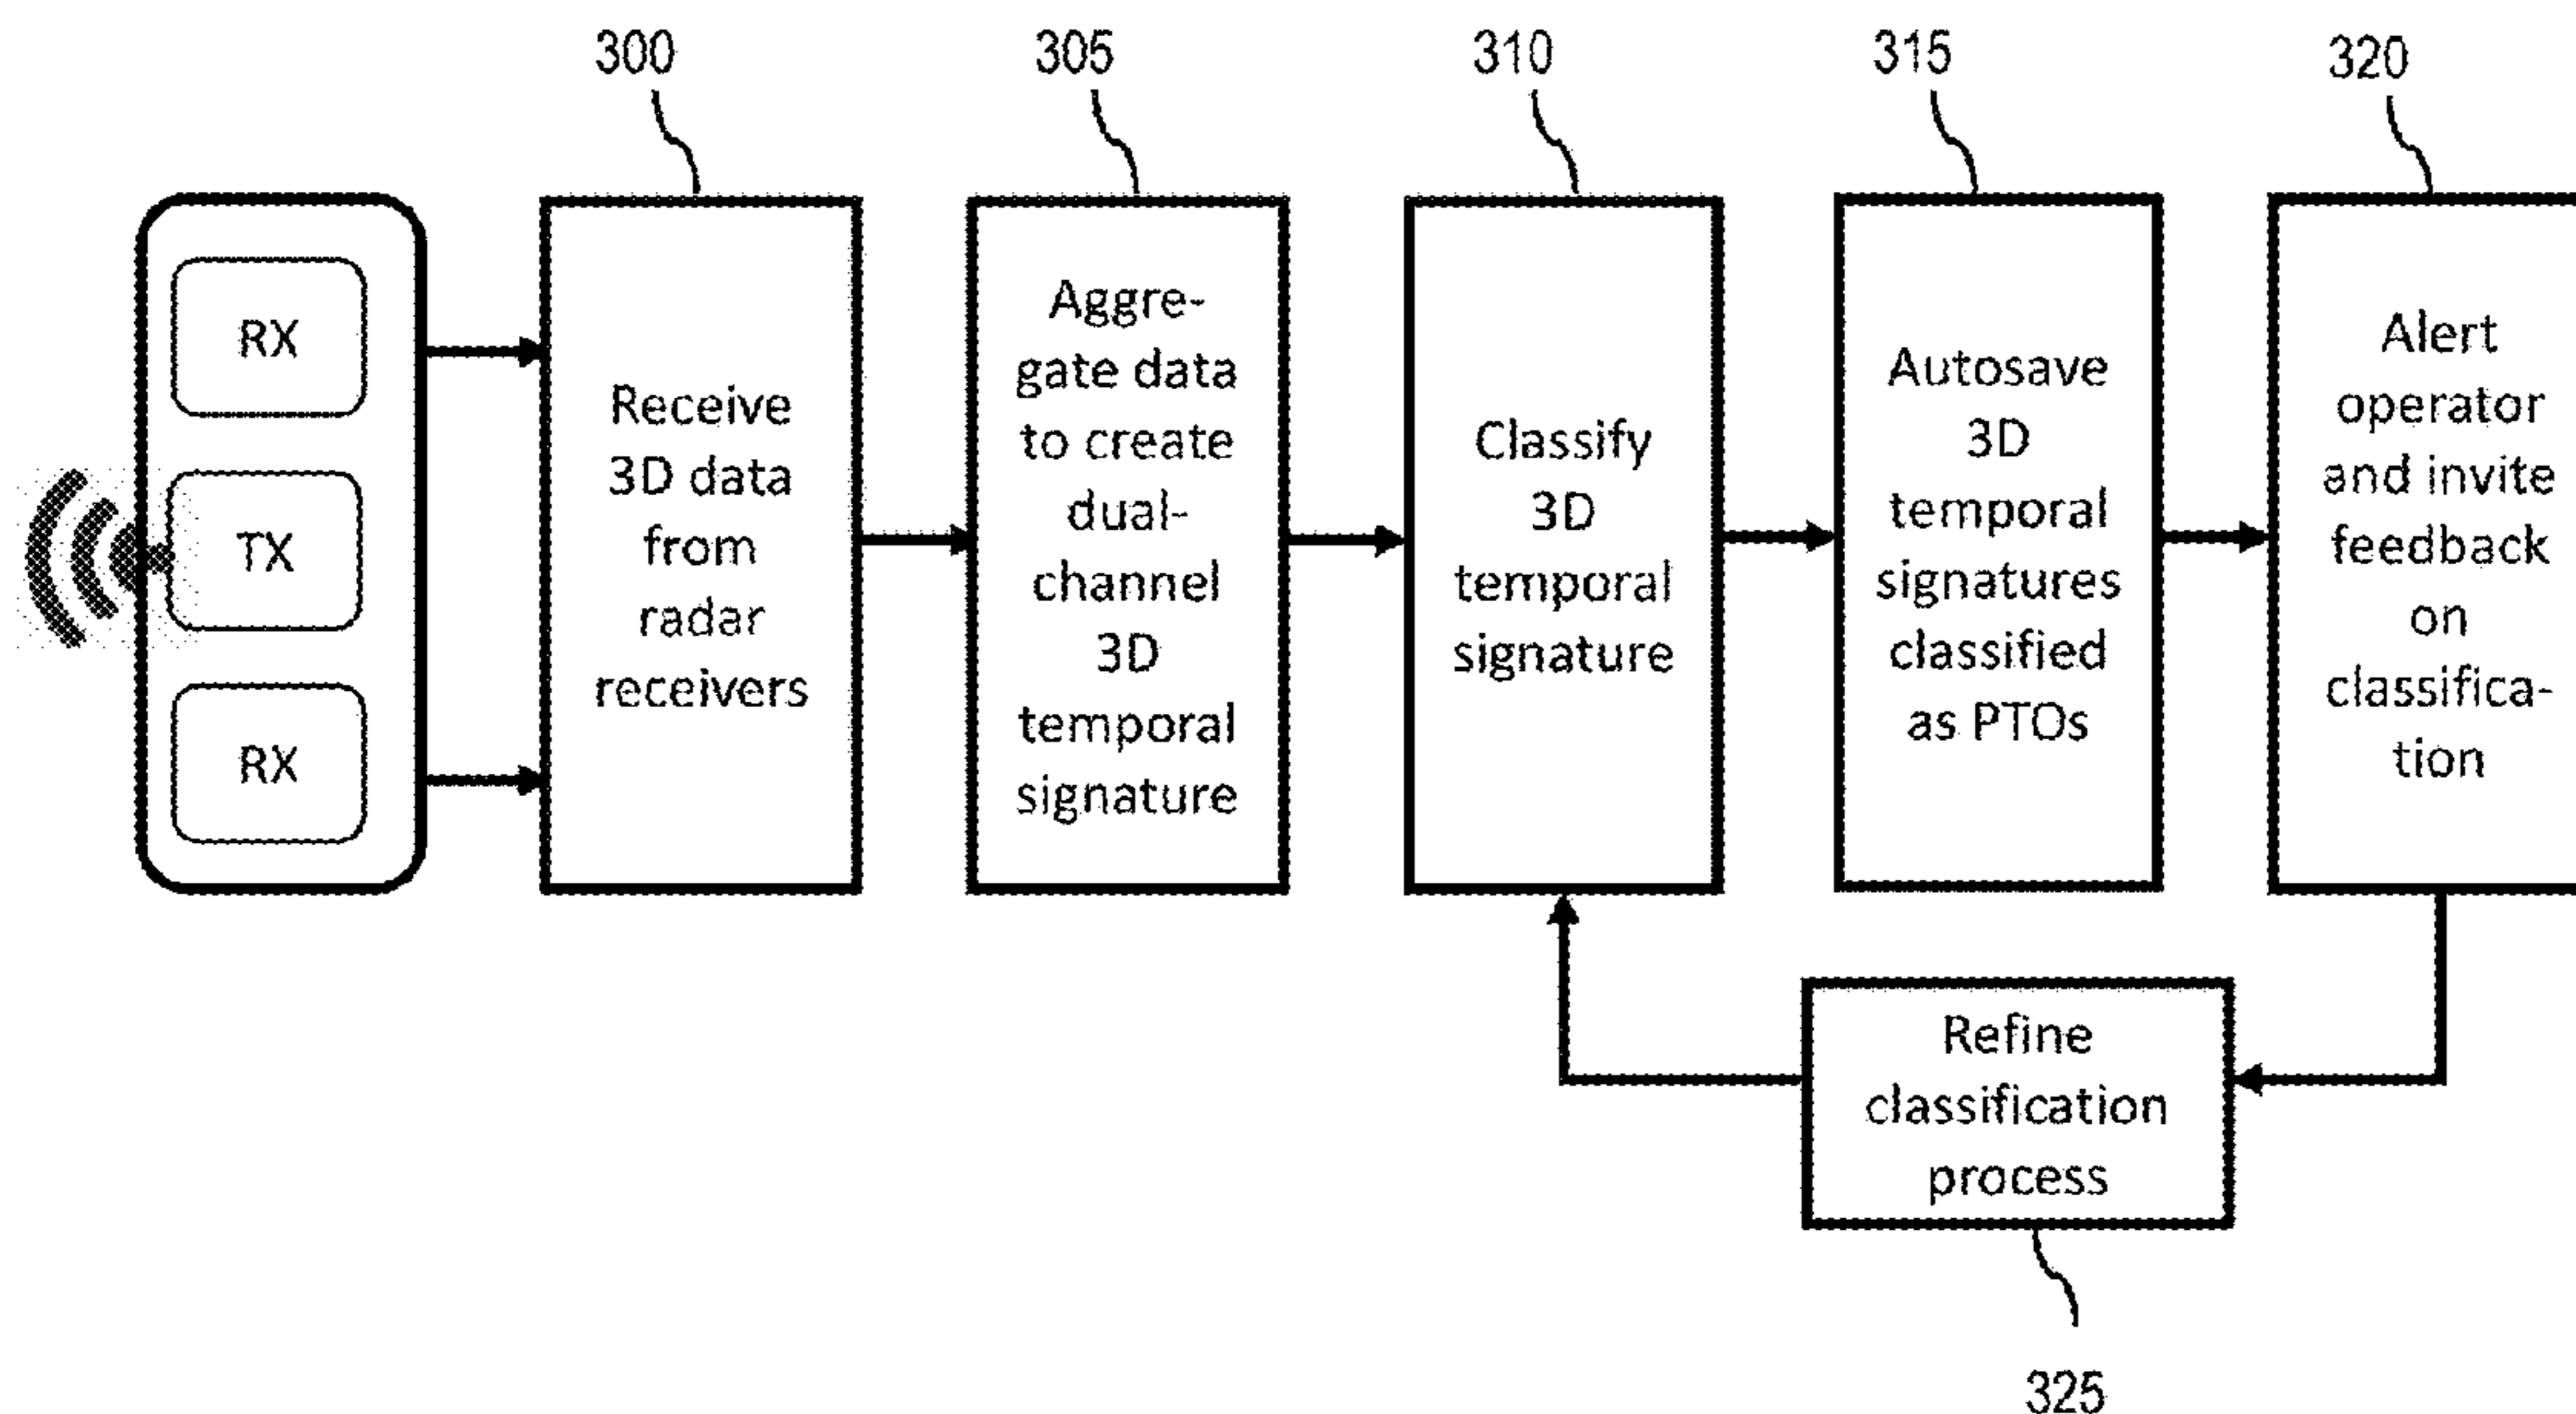 300
305
310
315
320
RX
TX
RX
Receive
3D data
from
radar
receivers
Aggre-
gate data
to create
dual-
channel
3D
temporal
signature
Classify
3D
temporal
signature
Autosave
3D
temporal
signatures
classified
as PTOs
Alert
operator
and invite
feedback
on
classifica-
tion
Refine
classification
process
325